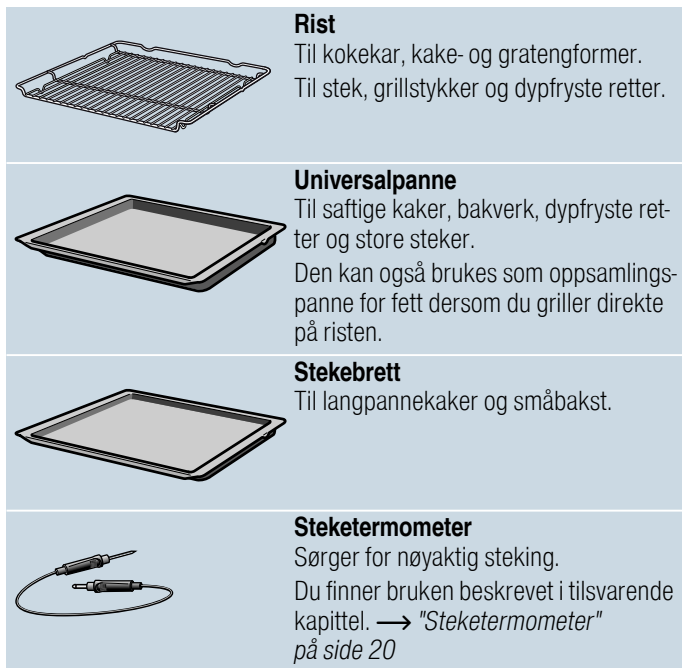 Rist
Til kokekar, kake- og gratengformer.
Til stek, grillstykker og dypfryste retter.
Universalpanne
Til saftige kaker, bakverk, dypfryste ret-
ter og store steker.
Den kan også brukes som oppsamlings-
panne for fett dersom du griller direkte
på risten.
Stekebrett
Til langpannekaker og småbakst.
Steketermometer
Sørger for nøyaktig steking.
Du finner bruken beskrevet i tilsvarende
kapittel. ⟶ "Steketermometer"
på side 20